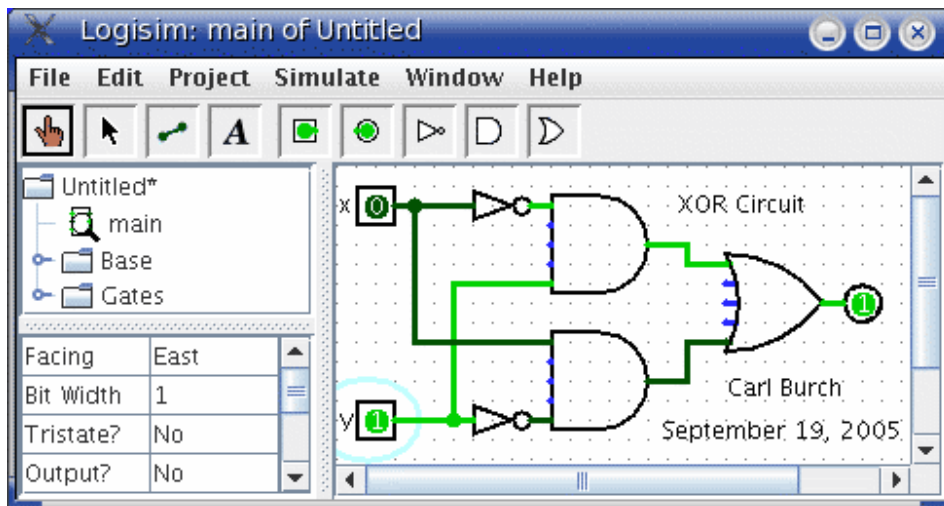 Logisim: main of Untitled
File Edit Project Simulate Window Help
A
Untitled*
main
Base
Gates
Facing East
Bit Width 1
Tristate? No
Output? No
x 0
XOR Circuit
1
y 1
Carl Burch
September 19, 2005